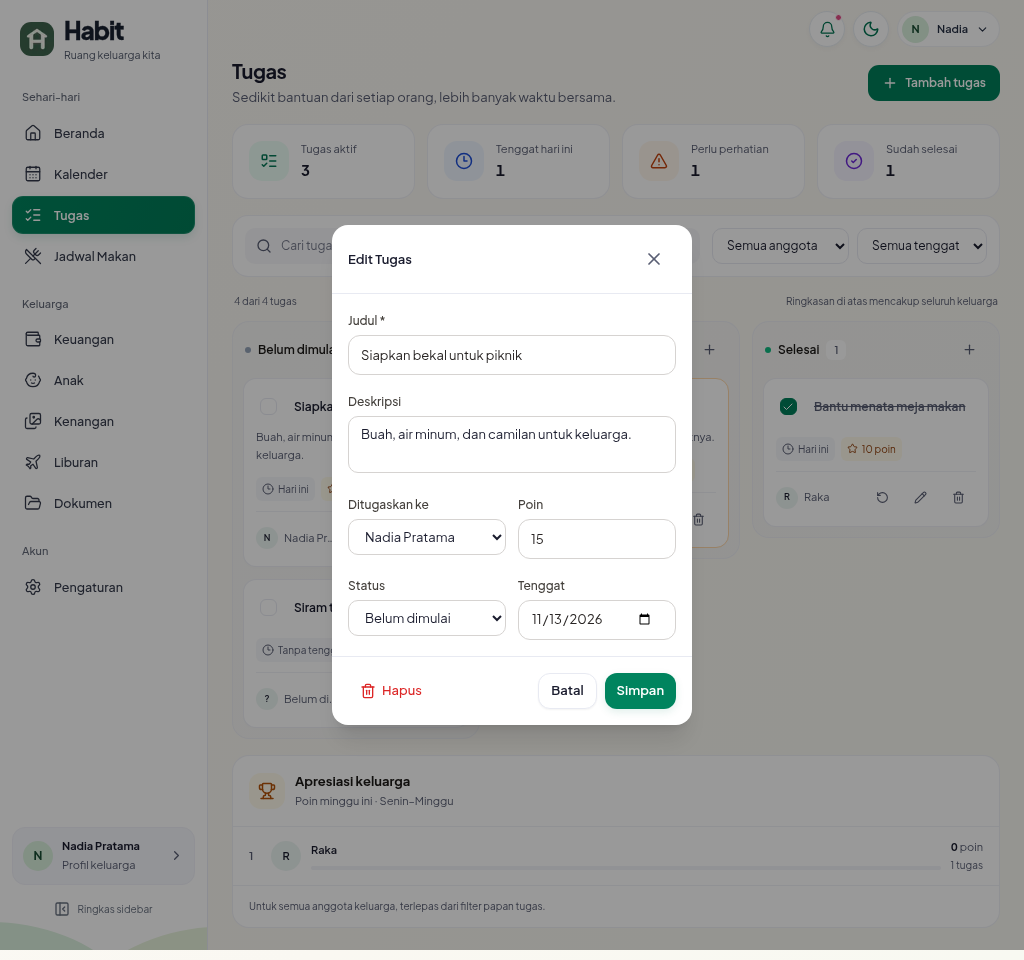 Habit
Ruang keluarga kita
Sehari-hari
Beranda
Kalender
Tugas
Jadwal Makan
Keluarga
Keuangan
Anak
Kenangan
Liburan
Dokumen
Akun
Pengaturan
N
Nadia Pratama
Profil keluarga
Ringkas sidebar
N
Nadia
Tugas
Sedikit bantuan dari setiap orang, lebih banyak waktu bersama.
Tambah tugas
Tugas aktif
3
Tenggat hari ini
1
Perlu perhatian
1
Sudah selesai
1
Cari tuga
Semua anggota
Semua tenggat
4 dari 4 tugas
Ringkasan di atas mencakup seluruh keluarga
Belum dimula
Siapka
Buah, air minum
keluarga.
Hari ini
N
Nadia Pr...
Siram t
Tanpa teng
?
Belum di...
Selesai
1
Bantu menata meja makan
Hari ini
10 poin
R
Raka
Edit Tugas
Judul *
Siapkan bekal untuk piknik
Deskripsi
Buah, air minum, dan camilan untuk keluarga.
Ditugaskan ke
Nadia Pratama
Poin
15
Status
Belum dimulai
Tenggat
11/13/2026
Hapus
Batal
Simpan
Apresiasi keluarga
Poin minggu ini · Senin–Minggu
1
R
Raka
0 poin
1 tugas
Untuk semua anggota keluarga, terlepas dari filter papan tugas.